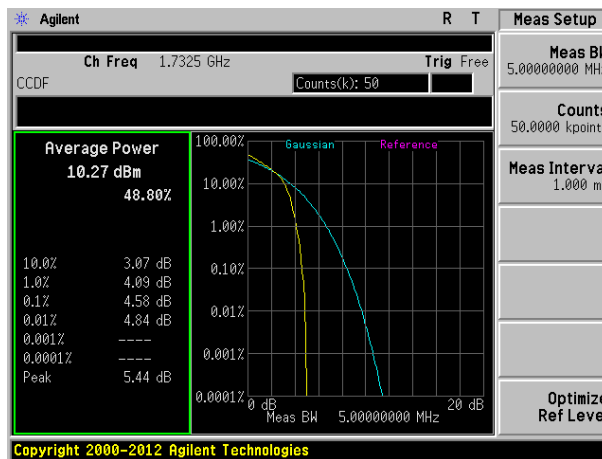 Agilent R T
Ch Freq 1.7325 GHz Trig Free
CCDF Counts(k): 50
Average Power
10.27 dBm
48.80%
10.0% 3.07 dB
1.0% 4.09 dB
0.1% 4.58 dB
0.01% 4.84 dB
0.001% ----
0.0001% ----
Peak 5.44 dB
Gaussian Reference
100.00%
10.00%
1.00%
0.10%
0.01%
0.001%
0.0001%
0 dB 20 dB
Meas BW 5.00000000 MHz
Meas Setup
Meas B
5.00000000 MH
Counts
50.0000 kpoint
Meas Interva
1.000 m
Optimize
Ref Leve
Copyright 2000-2012 Agilent Technologies